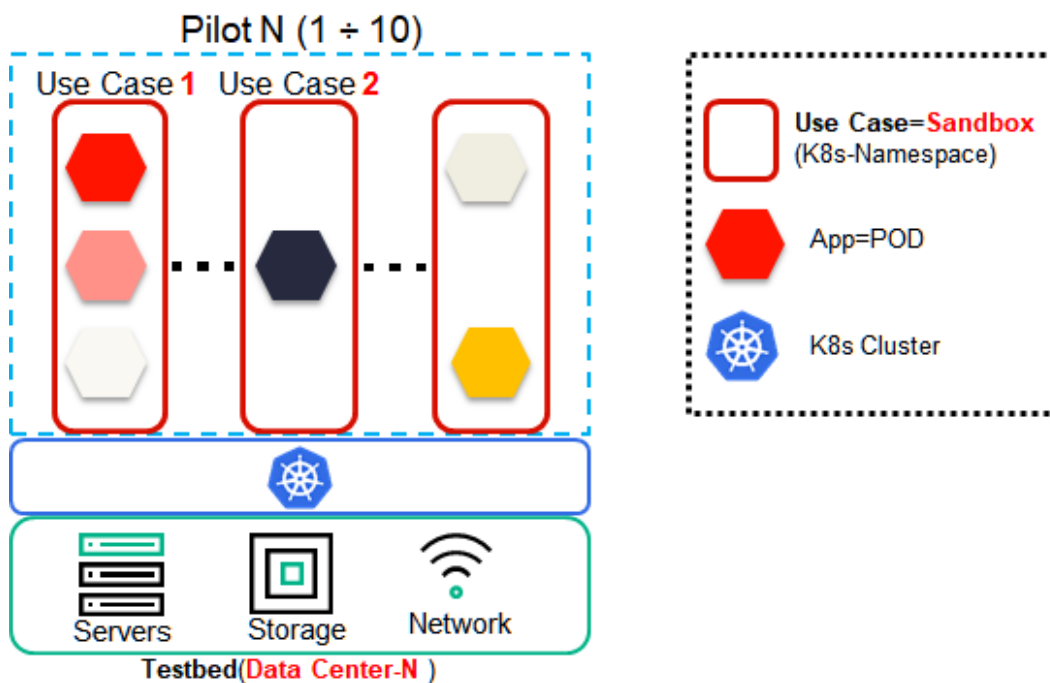 Pilot N (1 ÷ 10)
Use Case 1 Use Case 2
Servers Storage Network
Testbed(Data Center-N )
Use Case=Sandbox
(K8s-Namespace)
App=POD
K8s Cluster